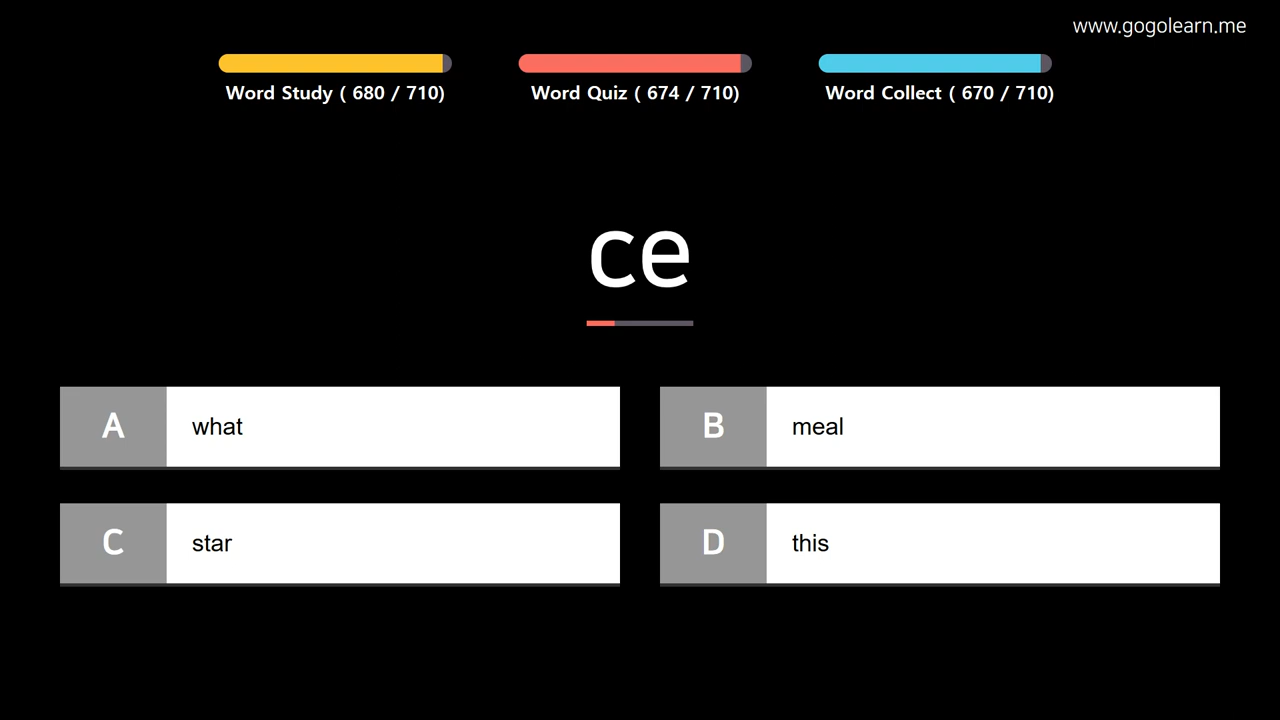 www.gogolearn.me
Word Study ( 680 / 710)
Word Quiz ( 674 / 710)
Word Collect ( 670 / 710)
ce
A what
B meal
C star
D this